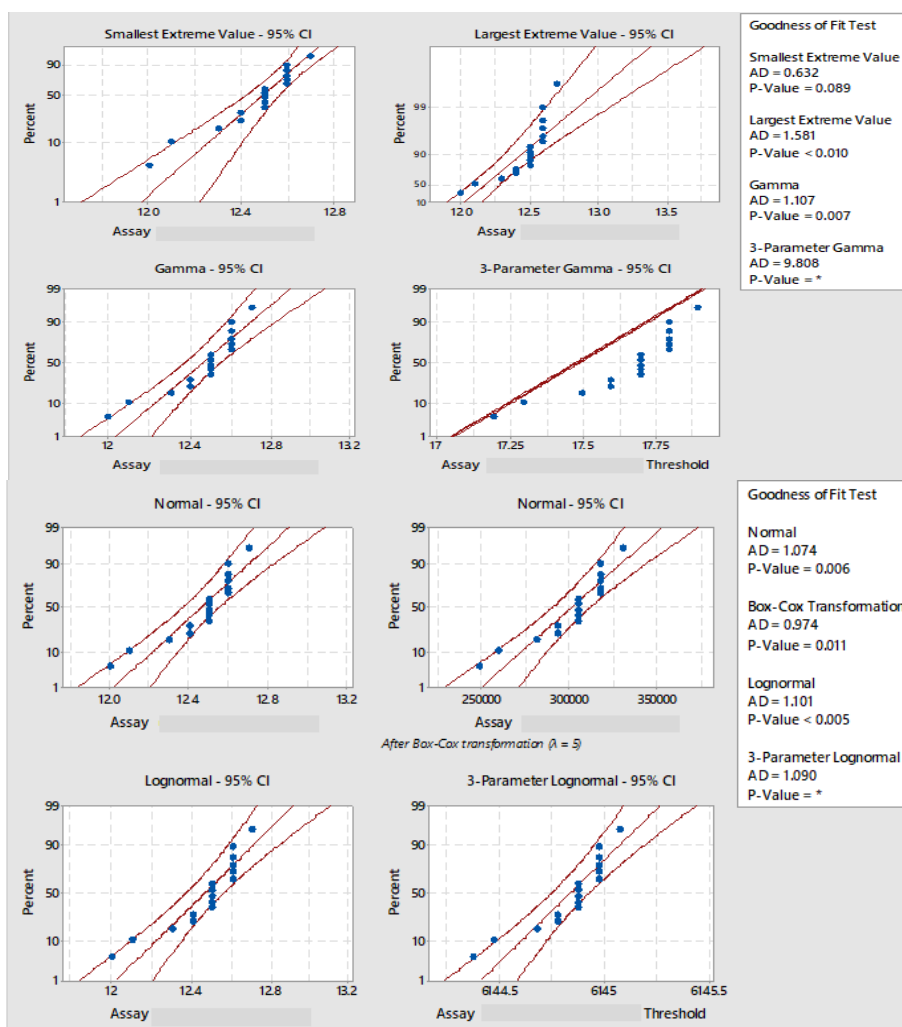 Smallest Extreme Value - 95% CI
Largest Extreme Value - 95% CI
Percent
90
50
10
1
12.0
12.4
12.8
Assay
Percent
99
90
50
10
12.0
12.5
13.0
13.5
Assay
Goodness of Fit Test
Smallest Extreme Value
AD = 0.632
P-Value = 0.089
Largest Extreme Value
AD = 1.581
P-Value < 0.010
Gamma
AD = 1.107
P-Value = 0.007
3-Parameter Gamma
AD = 9.808
P-Value = *
Gamma - 95% CI
3-Parameter Gamma - 95% CI
Percent
99
90
50
10
1
12
12.4
12.8
13.2
Assay
Percent
99
90
50
10
1
17
17.25
17.5
17.75
Assay
Threshold
Normal - 95% CI
Normal - 95% CI
Percent
99
90
50
10
1
12.0
12.4
12.8
13.2
Assay
Percent
99
90
50
10
1
250000
300000
350000
Assay
After Box-Cox transformation (λ = 5)
Goodness of Fit Test
Normal
AD = 1.074
P-Value = 0.006
Box-Cox Transformation
AD = 0.974
P-Value = 0.011
Lognormal
AD = 1.101
P-Value < 0.005
3-Parameter Lognormal
AD = 1.090
P-Value = *
Lognormal - 95% CI
3-Parameter Lognormal - 95% CI
Percent
99
90
50
10
1
12
12.4
12.8
13.2
Assay
Percent
99
90
50
10
1
6144.5
6145
6145.5
Assay
Threshold